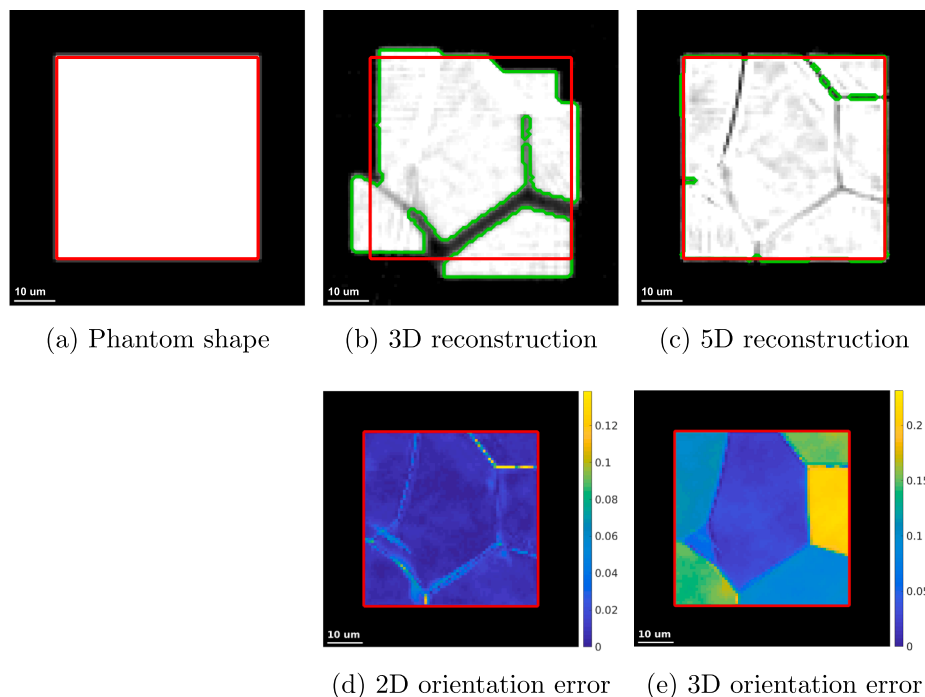 10 um
10 um
10 um
(a) Phantom shape
(b) 3D reconstruction
(c) 5D reconstruction
0.12
0.1
0.08
0.06
0.04
0.02
0
10 um
0.2
0.15
0.1
0.05
0
10 um
(d) 2D orientation error
(e) 3D orientation error